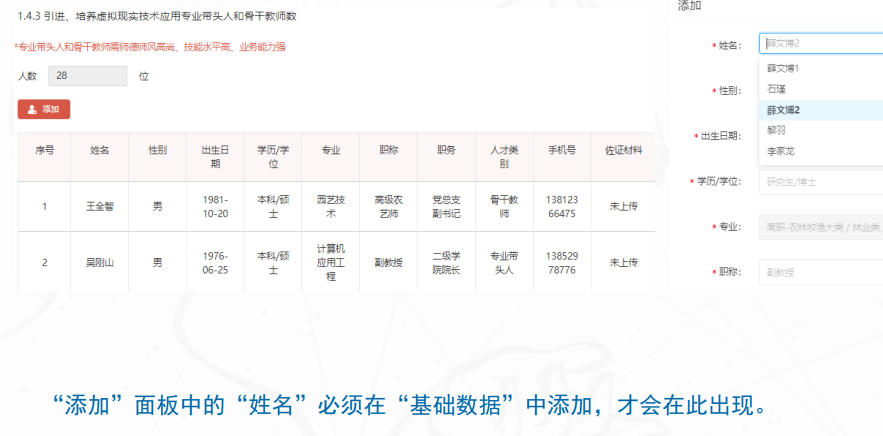 1.4.3 引进、培养虚拟现实技术应用专业带头人和骨干教师数
*专业带头人和骨干教师需师德师风高尚、技能水平高、业务能力强
人数 28 位
添加
序号 姓名 性别 出生日期 学历/学位 专业 职称 职务 人才类别 手机号 佐证材料
1 王全智 男 1981-10-20 本科/硕士 园艺技术 高级农艺师 党总支副书记 骨干教师 13812366475 未上传
2 吴刚山 男 1976-06-25 本科/硕士 计算机应用工程 副教授 二级学院院长 专业带头人 13852978776 未上传
添加
* 姓名: 薛文博2
薛文博1
石瑾
薛文博2
黎羽
李家龙
* 性别:
* 出生日期:
* 学历/学位: 研究生/博士
* 专业: 高职-农林牧渔大类 / 林业类
* 职称: 副教授
“添加”面板中的“姓名”必须在“基础数据”中添加，才会在此出现。